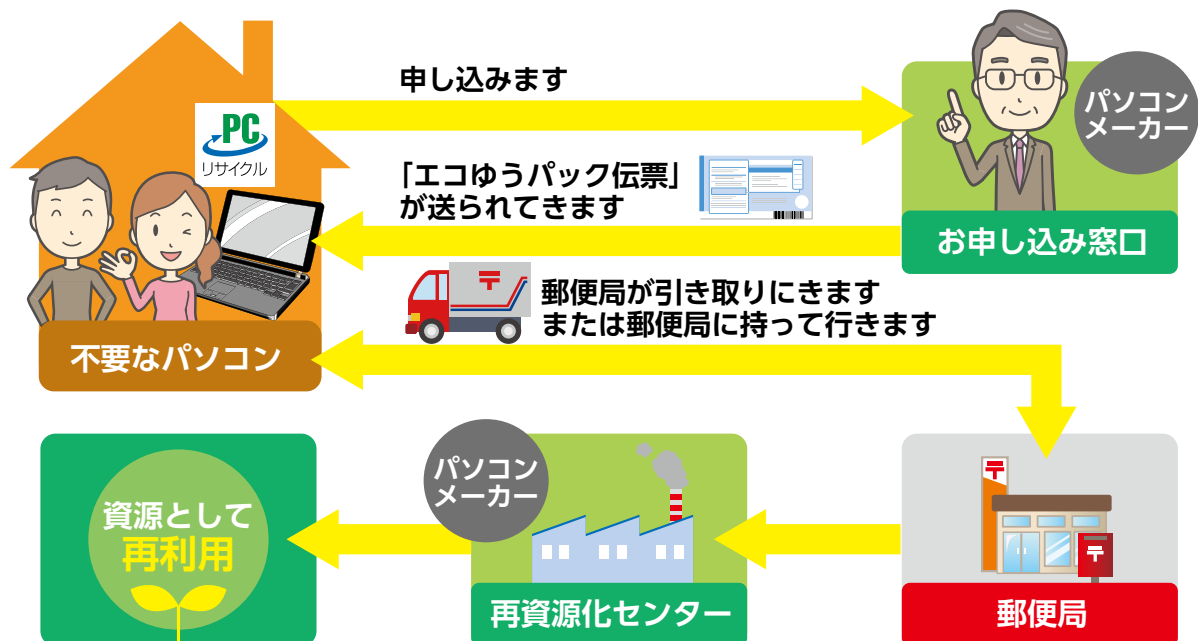 申し込みます
パソコン
メーカー
PC
リサイクル
「エコゆうパック伝票」
が送られてきます
お申し込み窓口
郵便局が引き取りにきます
または郵便局に持って行きます
不要なパソコン
資源として
再利用
パソコン
メーカー
再資源化センター
郵便局